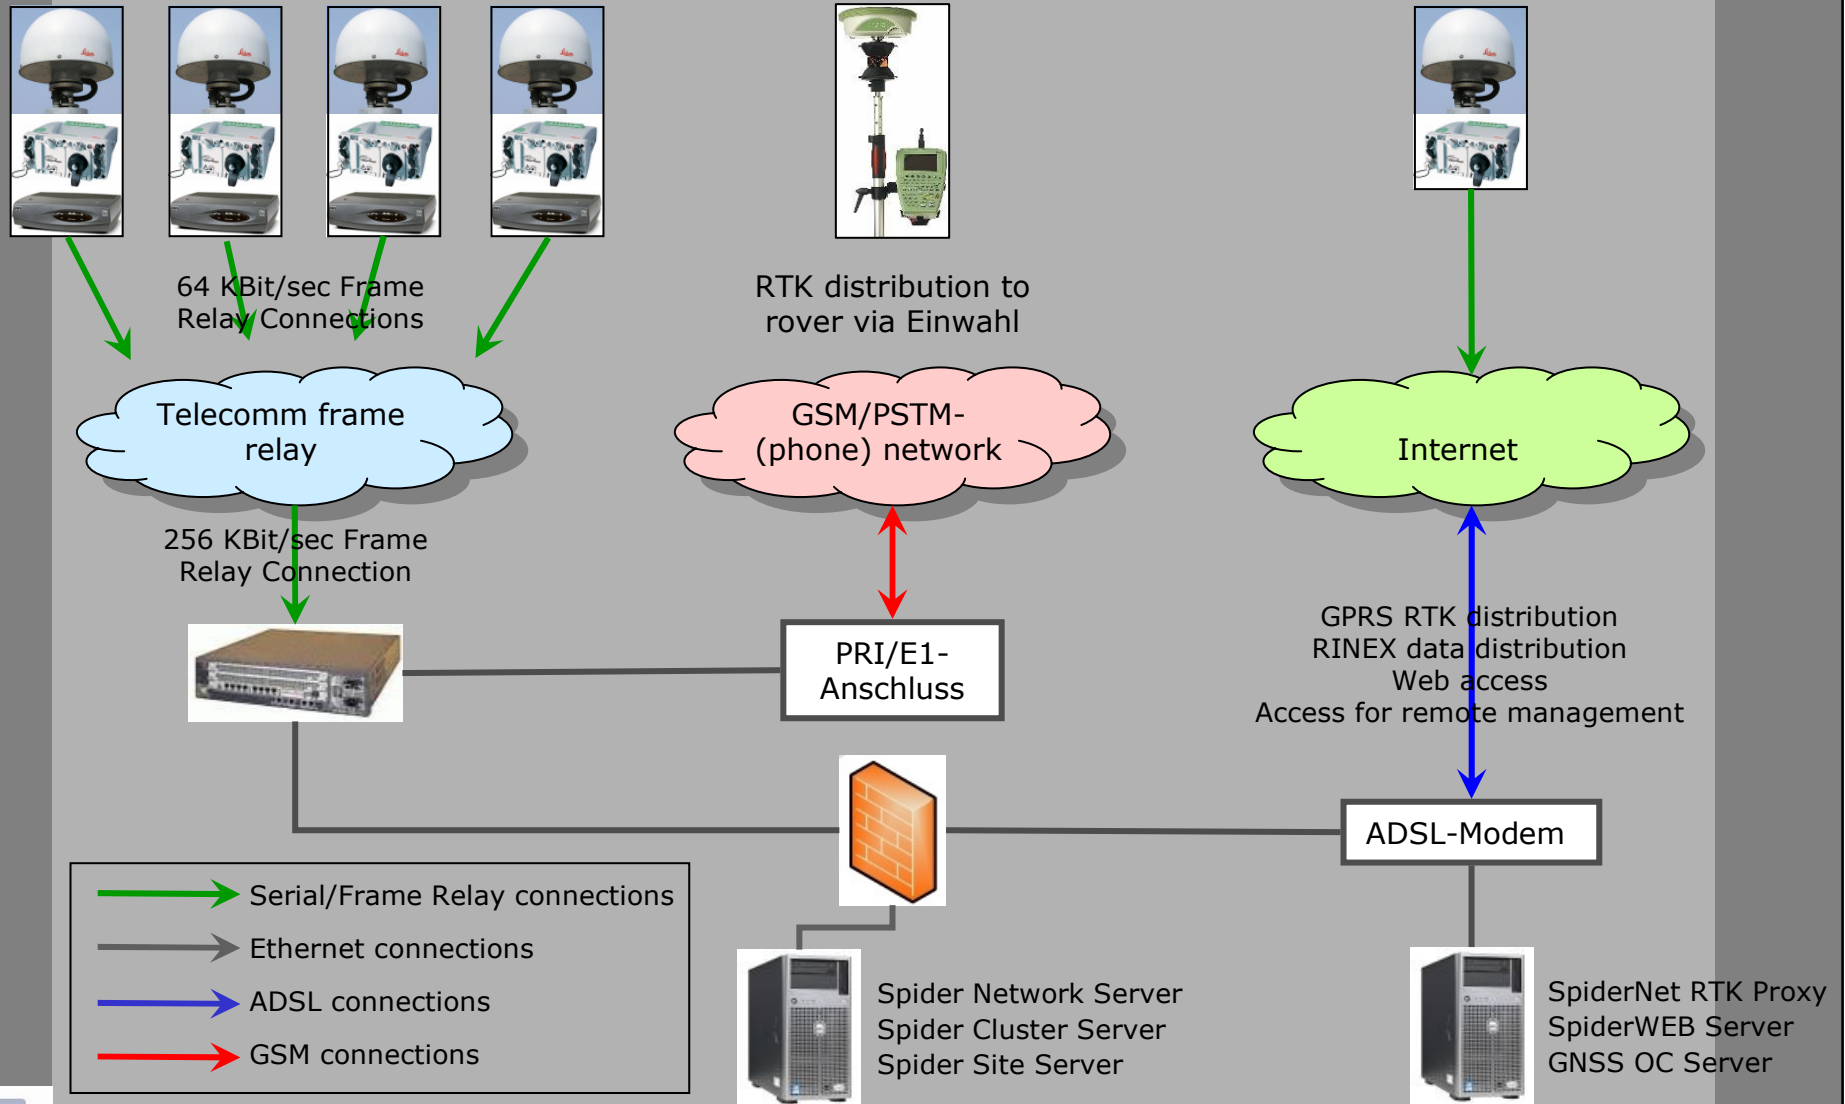 64 KBit/sec Frame
Relay Connections
RTK distribution to
rover via Einwahl
Telecomm frame
relay
GSM/PSTM-
(phone) network
Internet
256 KBit/sec Frame
Relay Connection
PRI/E1-
Anschluss
GPRS RTK distribution
RINEX data distribution
Web access
Access for remote management
ADSL-Modem
Serial/Frame Relay connections
Ethernet connections
ADSL connections
GSM connections
Spider Network Server
Spider Cluster Server
Spider Site Server
SpiderNet RTK Proxy
SpiderWEB Server
GNSS OC Server